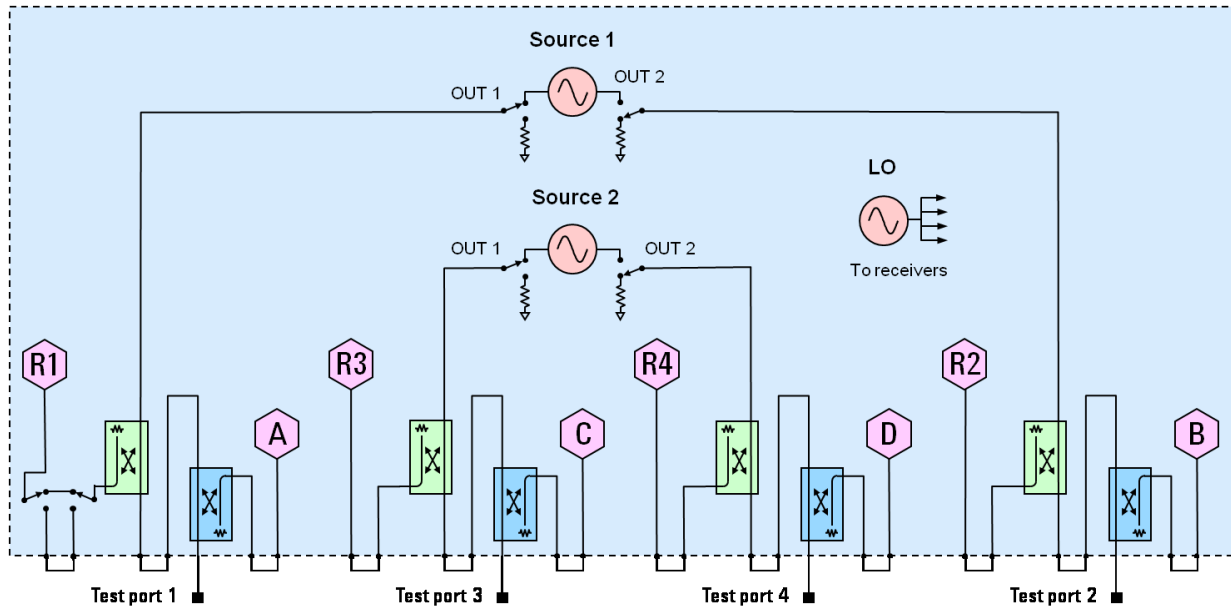 Source 1
OUT 1
OUT 2
Source 2
OUT 1
OUT 2
LO
To receivers
R1
R3
R4
R2
A
C
D
B
Test port 1
Test port 3
Test port 4
Test port 2